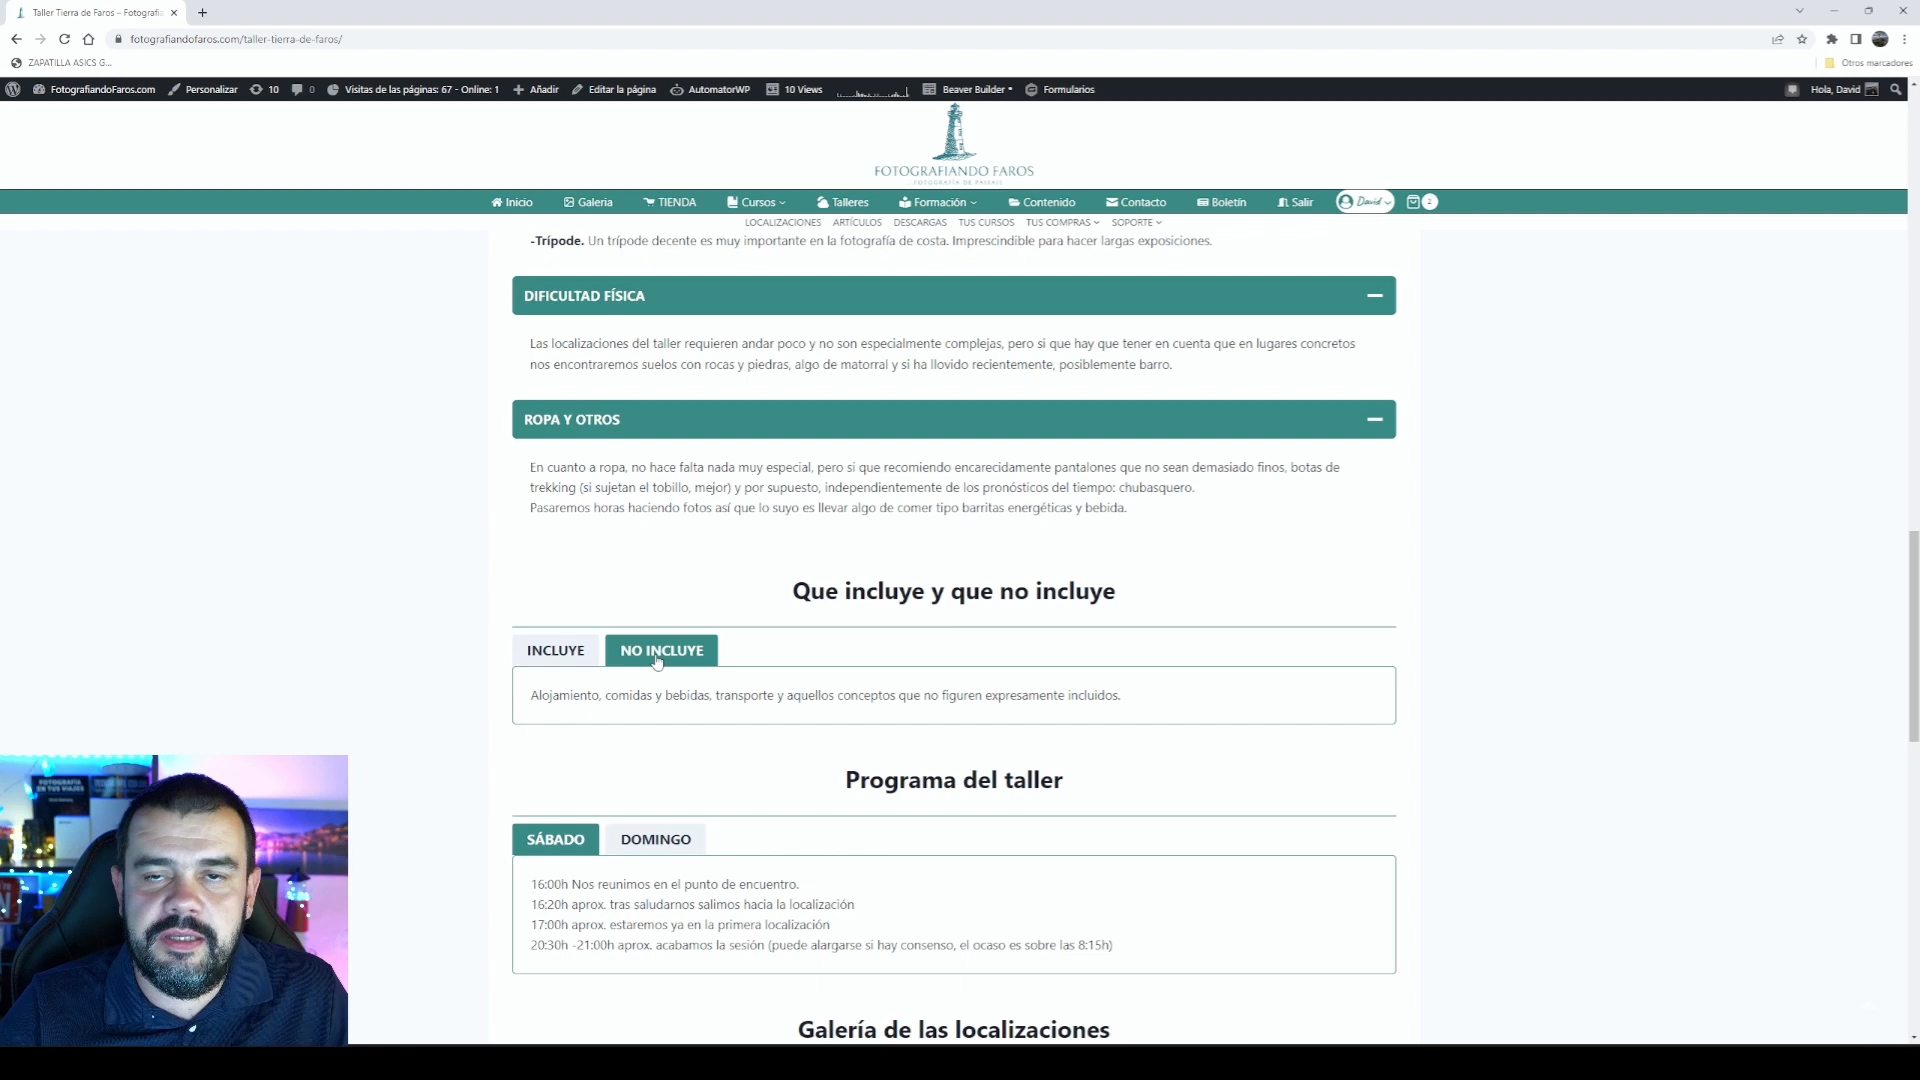 Taller Tierra de Faros – Fotografia
fotografiandofaros.com/taller-tierra-de-faros/
ZAPATILLA ASICS G...
Otros marcadores
FotografiandoFaros.com Personalizar 10 0 Visitas de las páginas: 67 - Online: 1 Añadir Editar la página AutomatorWP 10 Views Beaver Builder Formularios Hola, David
FOTOGRAFIANDO FAROS
FOTOGRAFÍA DE PAISAJE
Inicio Galeria TIENDA Cursos Talleres Formación Contenido Contacto Boletín Salir David 2
LOCALIZACIONES ARTÍCULOS DESCARGAS TUS CURSOS TUS COMPRAS SOPORTE
-Trípode. Un trípode decente es muy importante en la fotografía de costa. Imprescindible para hacer largas exposiciones.
DIFICULTAD FÍSICA
Las localizaciones del taller requieren andar poco y no son especialmente complejas, pero si que hay que tener en cuenta que en lugares concretos
nos encontraremos suelos con rocas y piedras, algo de matorral y si ha llovido recientemente, posiblemente barro.
ROPA Y OTROS
En cuanto a ropa, no hace falta nada muy especial, pero si que recomiendo encarecidamente pantalones que no sean demasiado finos, botas de
trekking (si sujetan el tobillo, mejor) y por supuesto, independientemente de los pronósticos del tiempo: chubasquero.
Pasaremos horas haciendo fotos así que lo suyo es llevar algo de comer tipo barritas energéticas y bebida.
Que incluye y que no incluye
INCLUYE NO INCLUYE
Alojamiento, comidas y bebidas, transporte y aquellos conceptos que no figuren expresamente incluidos.
Programa del taller
SÁBADO DOMINGO
16:00h Nos reunimos en el punto de encuentro.
16:20h aprox. tras saludarnos salimos hacia la localización
17:00h aprox. estaremos ya en la primera localización
20:30h -21:00h aprox. acabamos la sesión (puede alargarse si hay consenso, el ocaso es sobre las 8:15h)
Galería de las localizaciones
FOTOGRAFÍA
EN TUS VIAJES